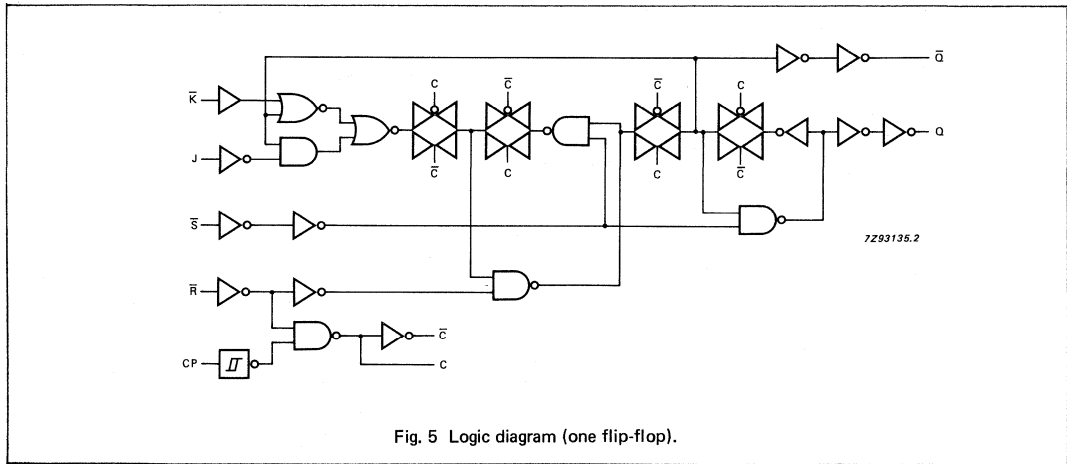 Q̄
C
C̄
C̄
C
K̄
Q
J
C̄
C
C
C̄
S̄
7Z93135.2
R̄
C̄
CP
C
Fig. 5 Logic diagram (one flip-flop).